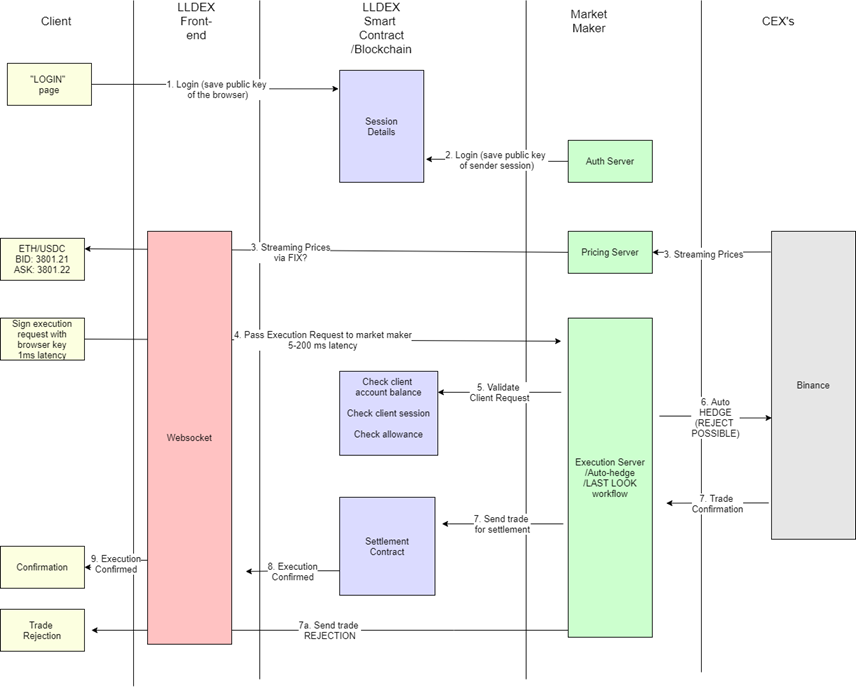 Client
LLDEX
Front-
end
LLDEX
Smart
Contract
/Blockchain
Market
Maker
CEX's
"LOGIN"
page
1. Login (save public key
of the browser)
Session
Details
2. Login (save public key
of sender session)
Auth Server
ETH/USDC
BID: 3801.21
ASK: 3801.22
3. Streaming Prices
via FIX?
Pricing Server
3. Streaming Prices
Sign execution
request with
browser key
1ms latency
4. Pass Execution Request to market maker
5-200 ms latency
Check client
account balance
Check client session
Check allowance
5. Validate
Client Request
6. Auto
HEDGE
(REJECT
POSSIBLE)
Binance
Websocket
Execution Server
/Auto-hedge
/LAST LOOK
workflow
7. Trade
Confirmation
7. Send trade
for settlement
Settlement
Contract
8. Execution
Confirmed
9. Execution
Confirmed
Confirmation
Trade
Rejection
7a. Send trade
REJECTION